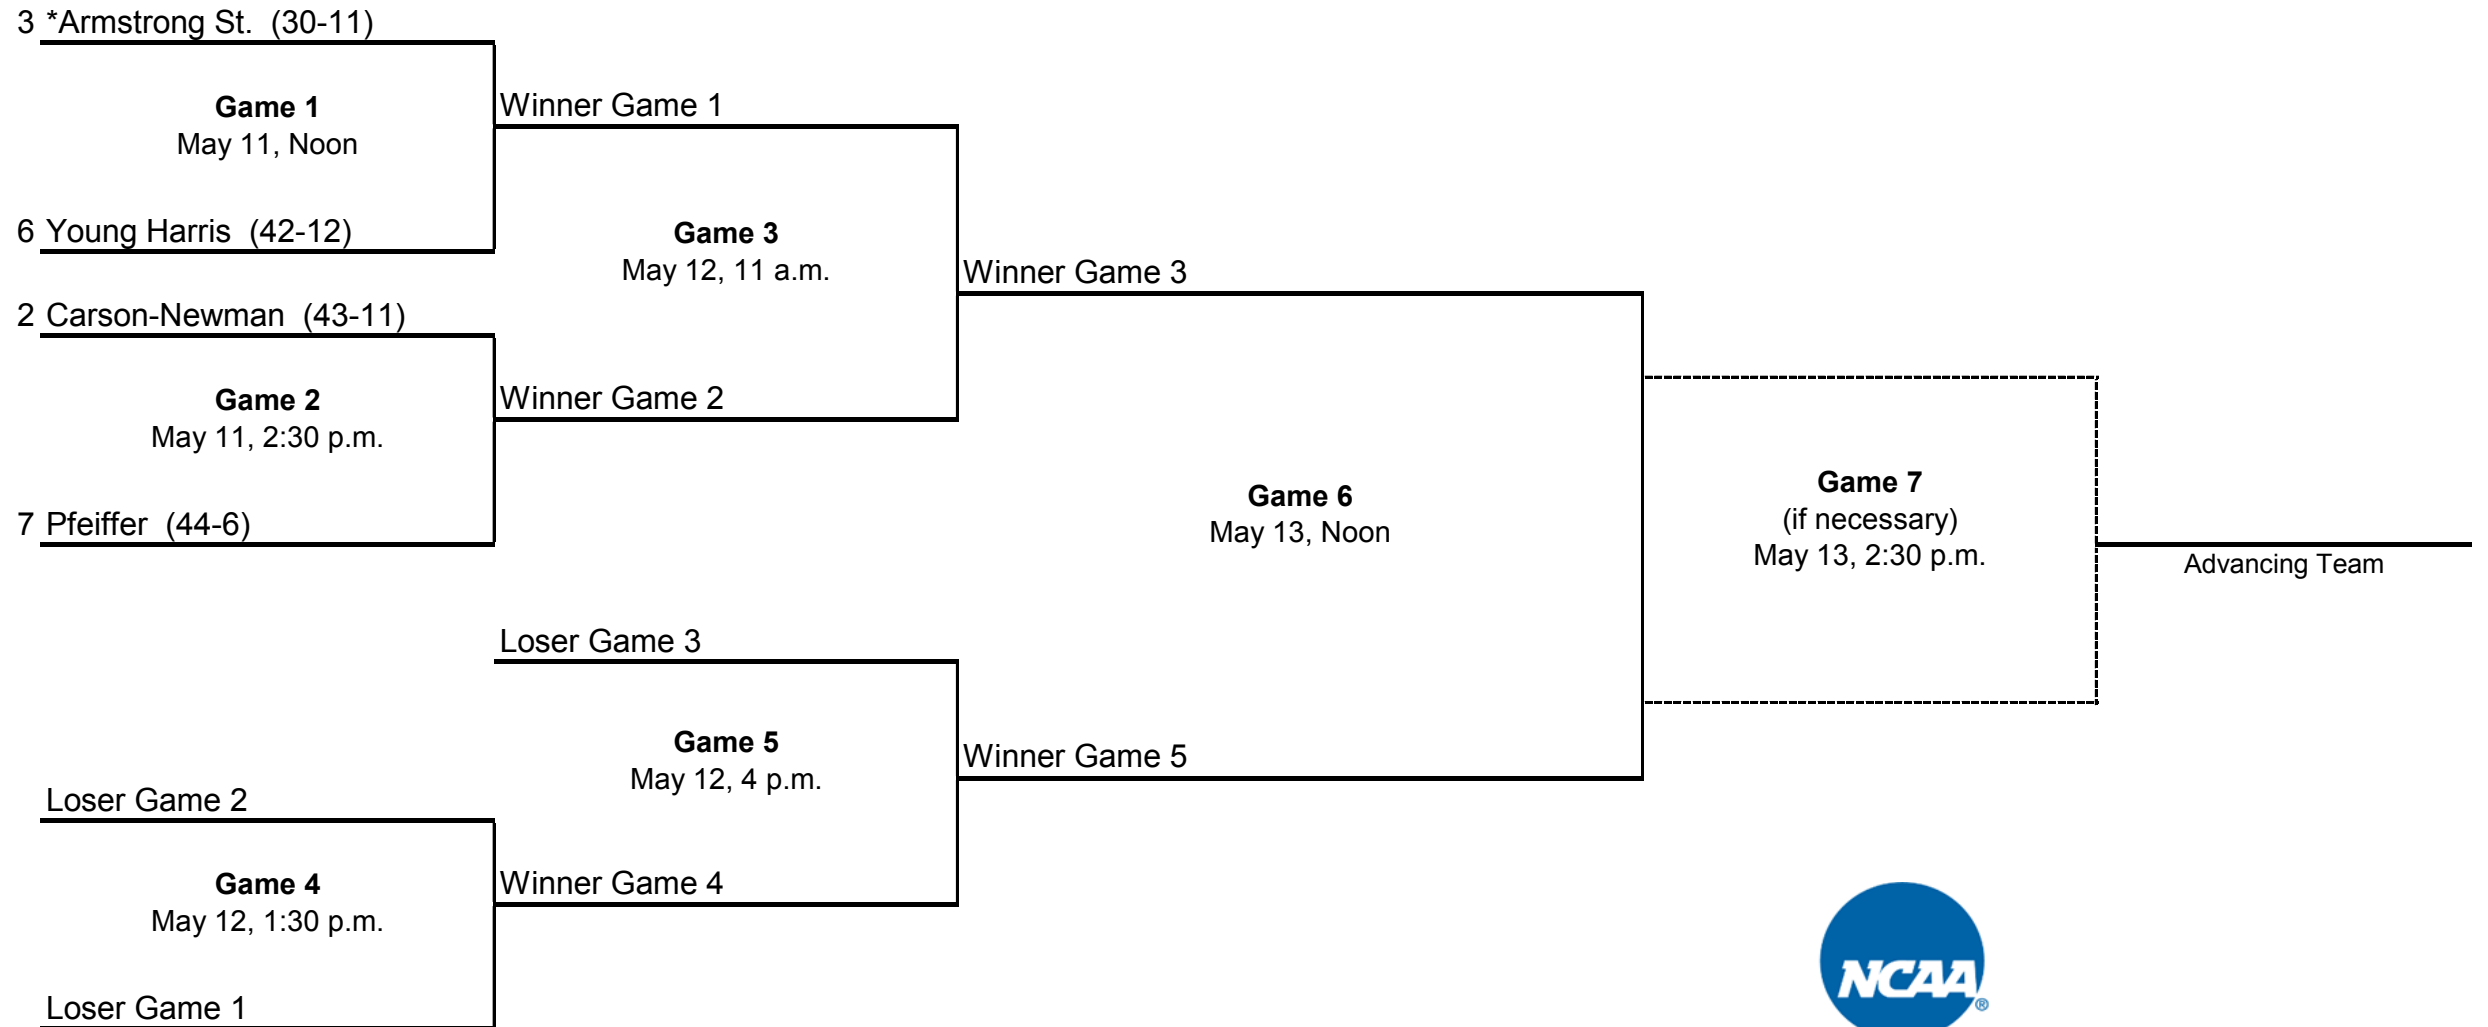 3 *Armstrong St. (30-11)
Game 1
May 11, Noon
Winner Game 1
6 Young Harris (42-12)
Game 3
May 12, 11 a.m.
Winner Game 3
2 Carson-Newman (43-11)
Game 2
May 11, 2:30 p.m.
Winner Game 2
7 Pfeiffer (44-6)
Game 6
May 13, Noon
Game 7
(if necessary)
May 13, 2:30 p.m.
Advancing Team
Loser Game 3
Game 5
May 12, 4 p.m.
Winner Game 5
Loser Game 2
Game 4
May 12, 1:30 p.m.
Winner Game 4
Loser Game 1
NCAA®